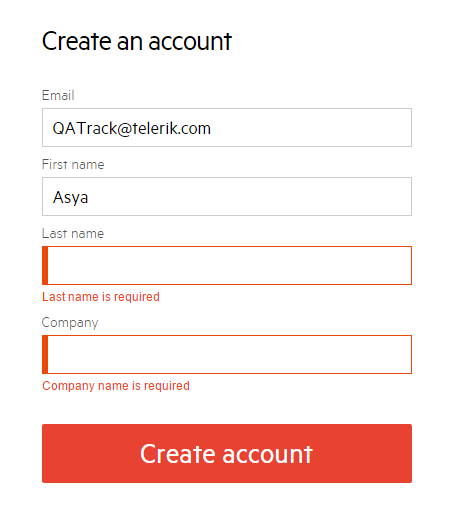 Create an account
Email
QATrack@telerik.com
First name
Asya
Last name
Last name is required
Company
Company name is required
Create account